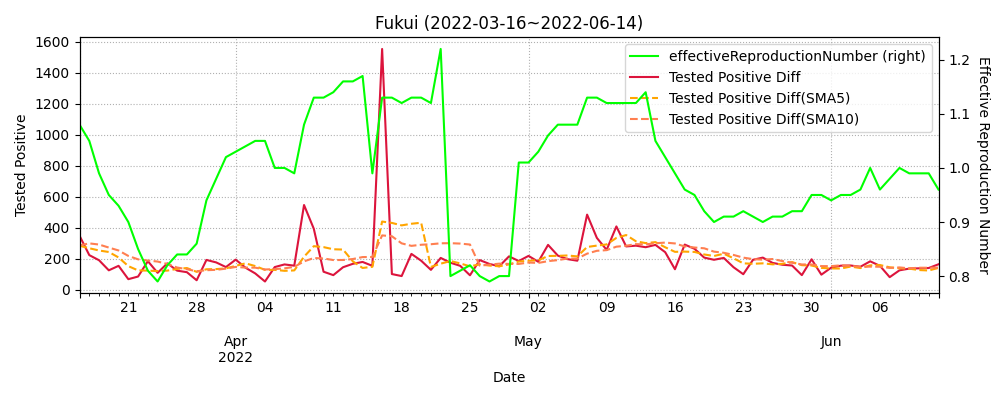 Fukui (2022-03-16~2022-06-14)
effectiveReproductionNumber (right)
Tested Positive Diff
Tested Positive Diff(SMA5)
Tested Positive Diff(SMA10)
Tested Positive
1600
1400
1200
1000
800
600
400
200
0
1.2
1.1
1.0
0.9
0.8
Effective Reproduction Number
21 28 04 11 18 25 02 09 16 23 30 06
Apr May Jun
2022
Date